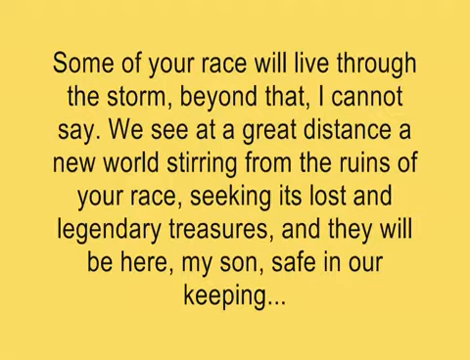 Some of your race will live through
the storm, beyond that, I cannot
say. We see at a great distance a
new world stirring from the ruins of
your race, seeking its lost and
legendary treasures, and they will
be here, my son, safe in our
keeping...